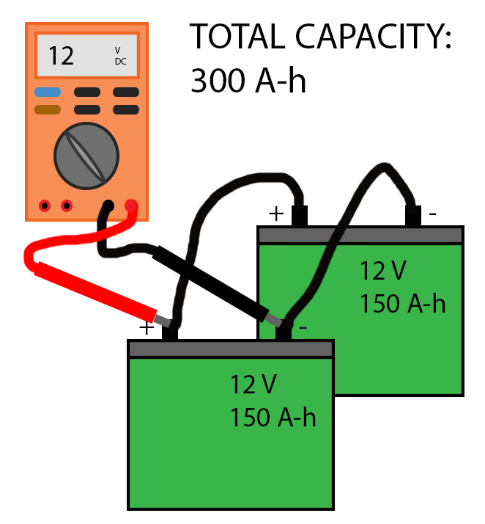 TOTAL CAPACITY:
300 A-h
12
V
DC
+
-
12 V
150 A-h
+
-
12 V
150 A-h